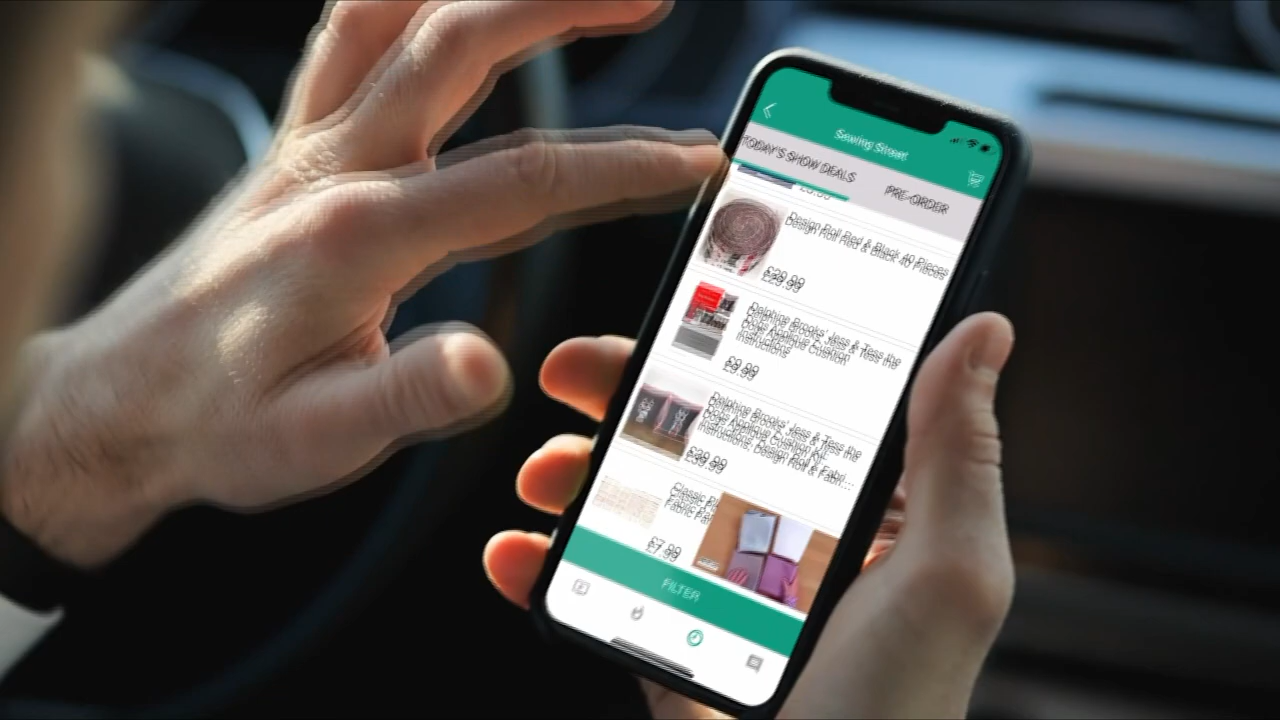 Sewing Street
TODAY'S SHOW DEALS
PRE-ORDER
Design Roll Red & Black 40 Pieces
£29.99
Delphine Brooks' Jess & Tess the
Dogs Applique Cushion
Instructions
£9.99
Delphine Brooks' Jess & Tess the
Dogs Applique Cushion Kit:
Instructions, Design Roll & Fabri...
£39.99
Classic
Fabric
£7.99
FILTER